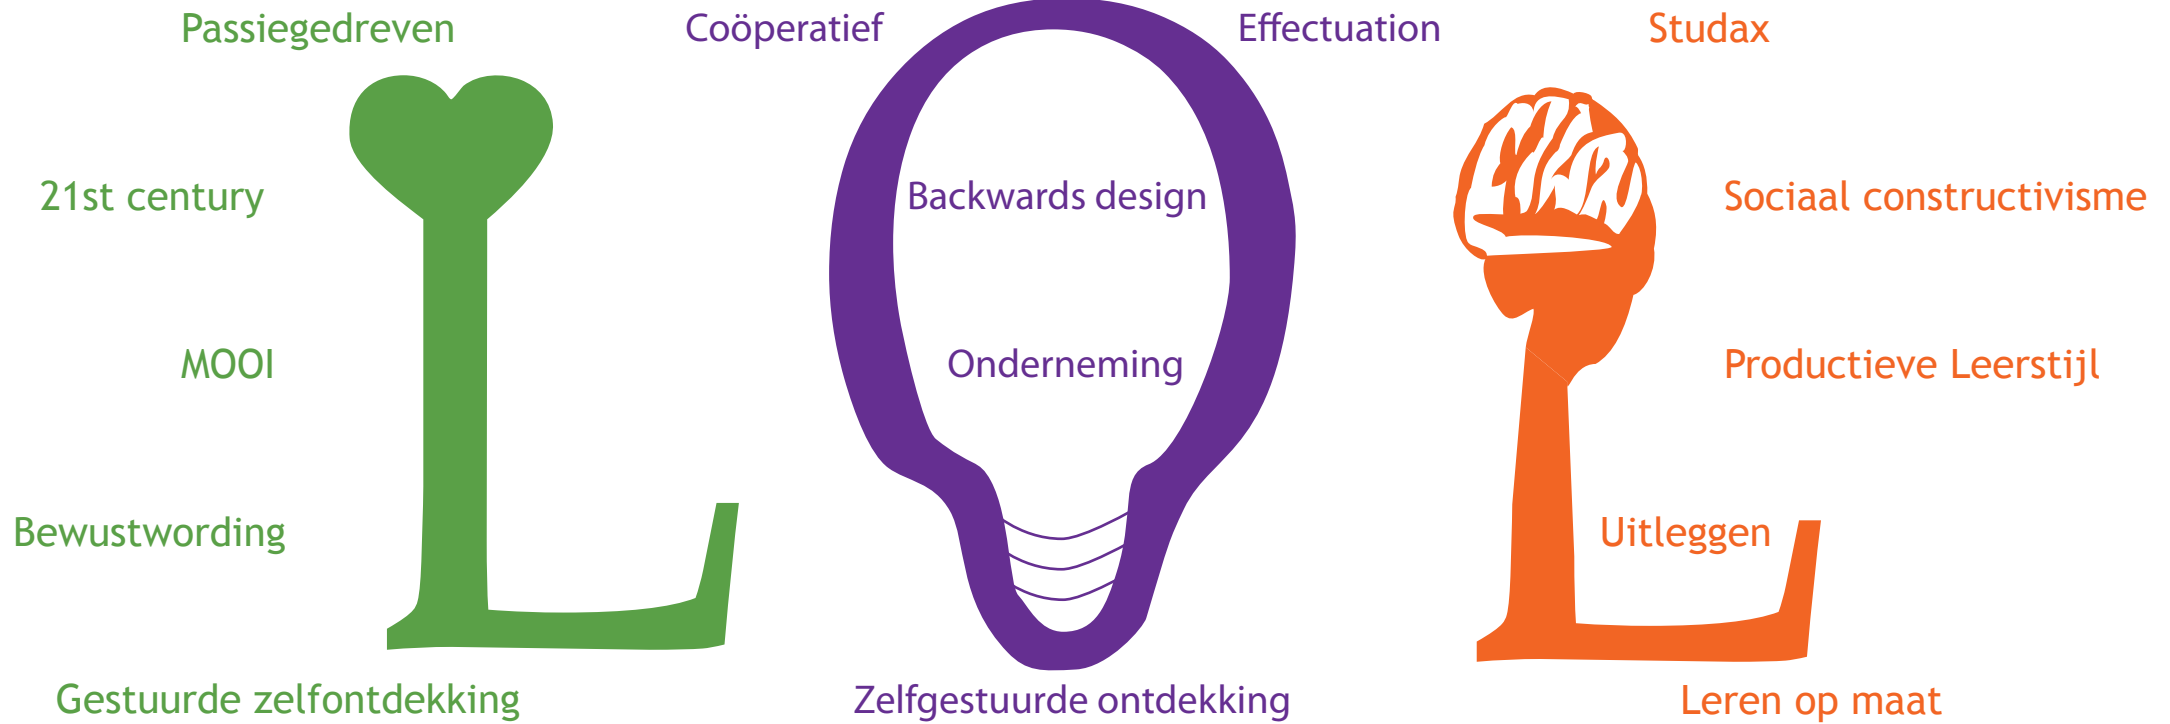 Passiegedreven
Coöperatief
Effectuation
Studax
21st century
Backwards design
Sociaal constructivisme
MOOI
Onderneming
Productieve Leerstijl
Bewustwording
Uitleggen
Gestuurde zelfontdekking
Zelfgestuurde ontdekking
Leren op maat
L
L